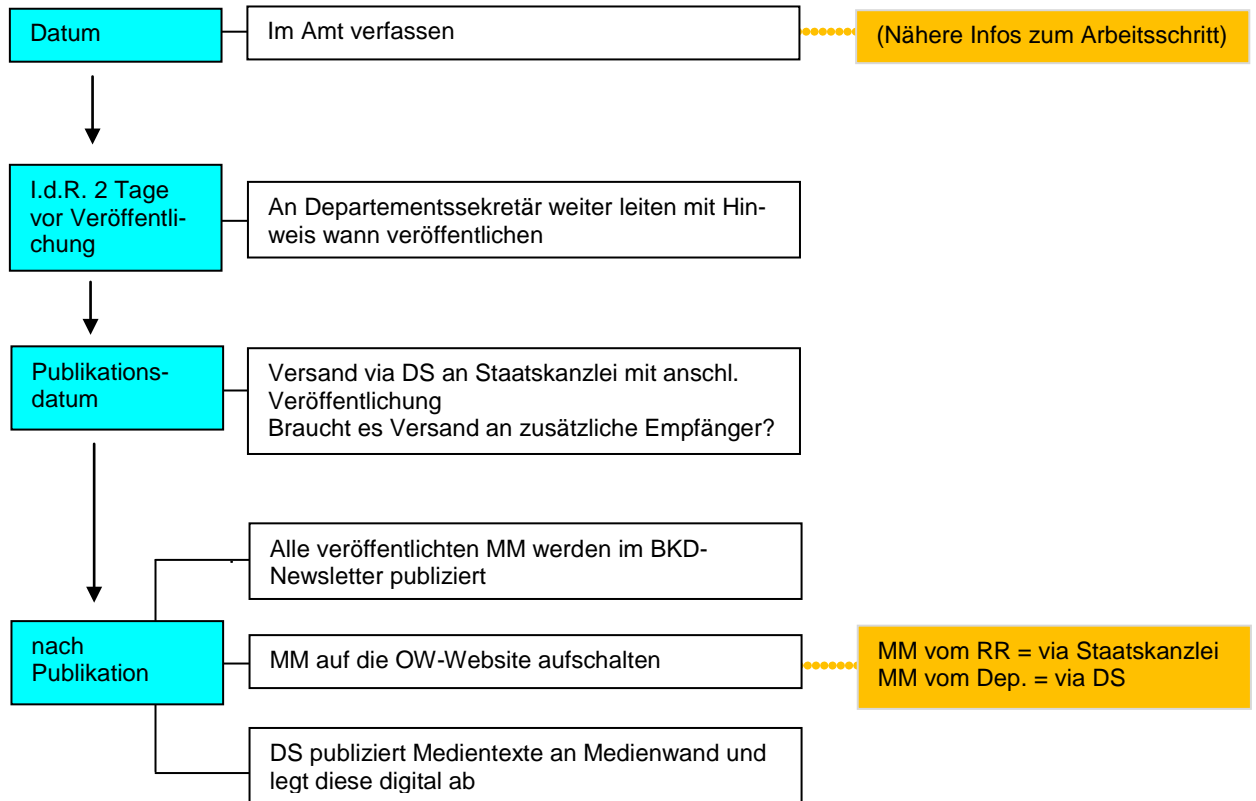 Datum
Im Amt verfassen
(Nähere Infos zum Arbeitsschritt)
I.d.R. 2 Tage
vor Veröffentli-
chung
An Departementssekretär weiter leiten mit Hin-
weis wann veröffentlichen
Publikations-
datum
Versand via DS an Staatskanzlei mit anschl.
Veröffentlichung
Braucht es Versand an zusätzliche Empfänger?
Alle veröffentlichten MM werden im BKD-
Newsletter publiziert
nach
Publikation
MM auf die OW-Website aufschalten
MM vom RR = via Staatskanzlei
MM vom Dep. = via DS
DS publiziert Medientexte an Medienwand und
legt diese digital ab